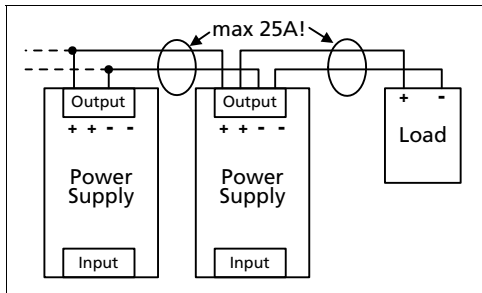 max 25A!
Output
+ + - -
Power
Supply
Input
Output
+ + - -
Power
Supply
Input
+ -
Load